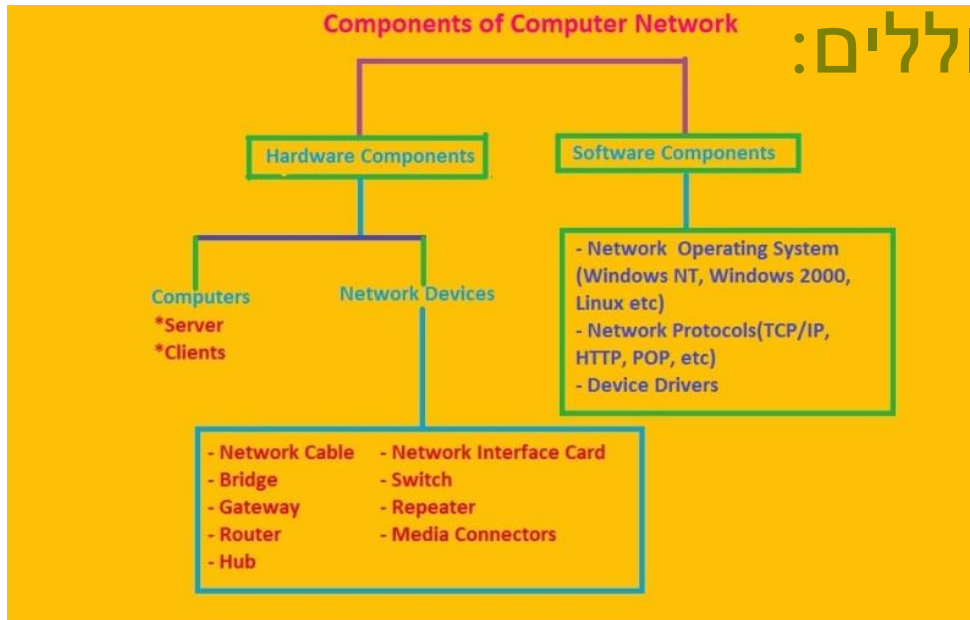 Components of Computer Network
Hardware Components
Software Components
Computers
*Server
*Clients
Network Devices
- Network Operating System
(Windows NT, Windows 2000,
Linux etc)
- Network Protocols(TCP/IP,
HTTP, POP, etc)
- Device Drivers
- Network Cable
- Bridge
- Gateway
- Router
- Hub
- Network Interface Card
- Switch
- Repeater
- Media Connectors